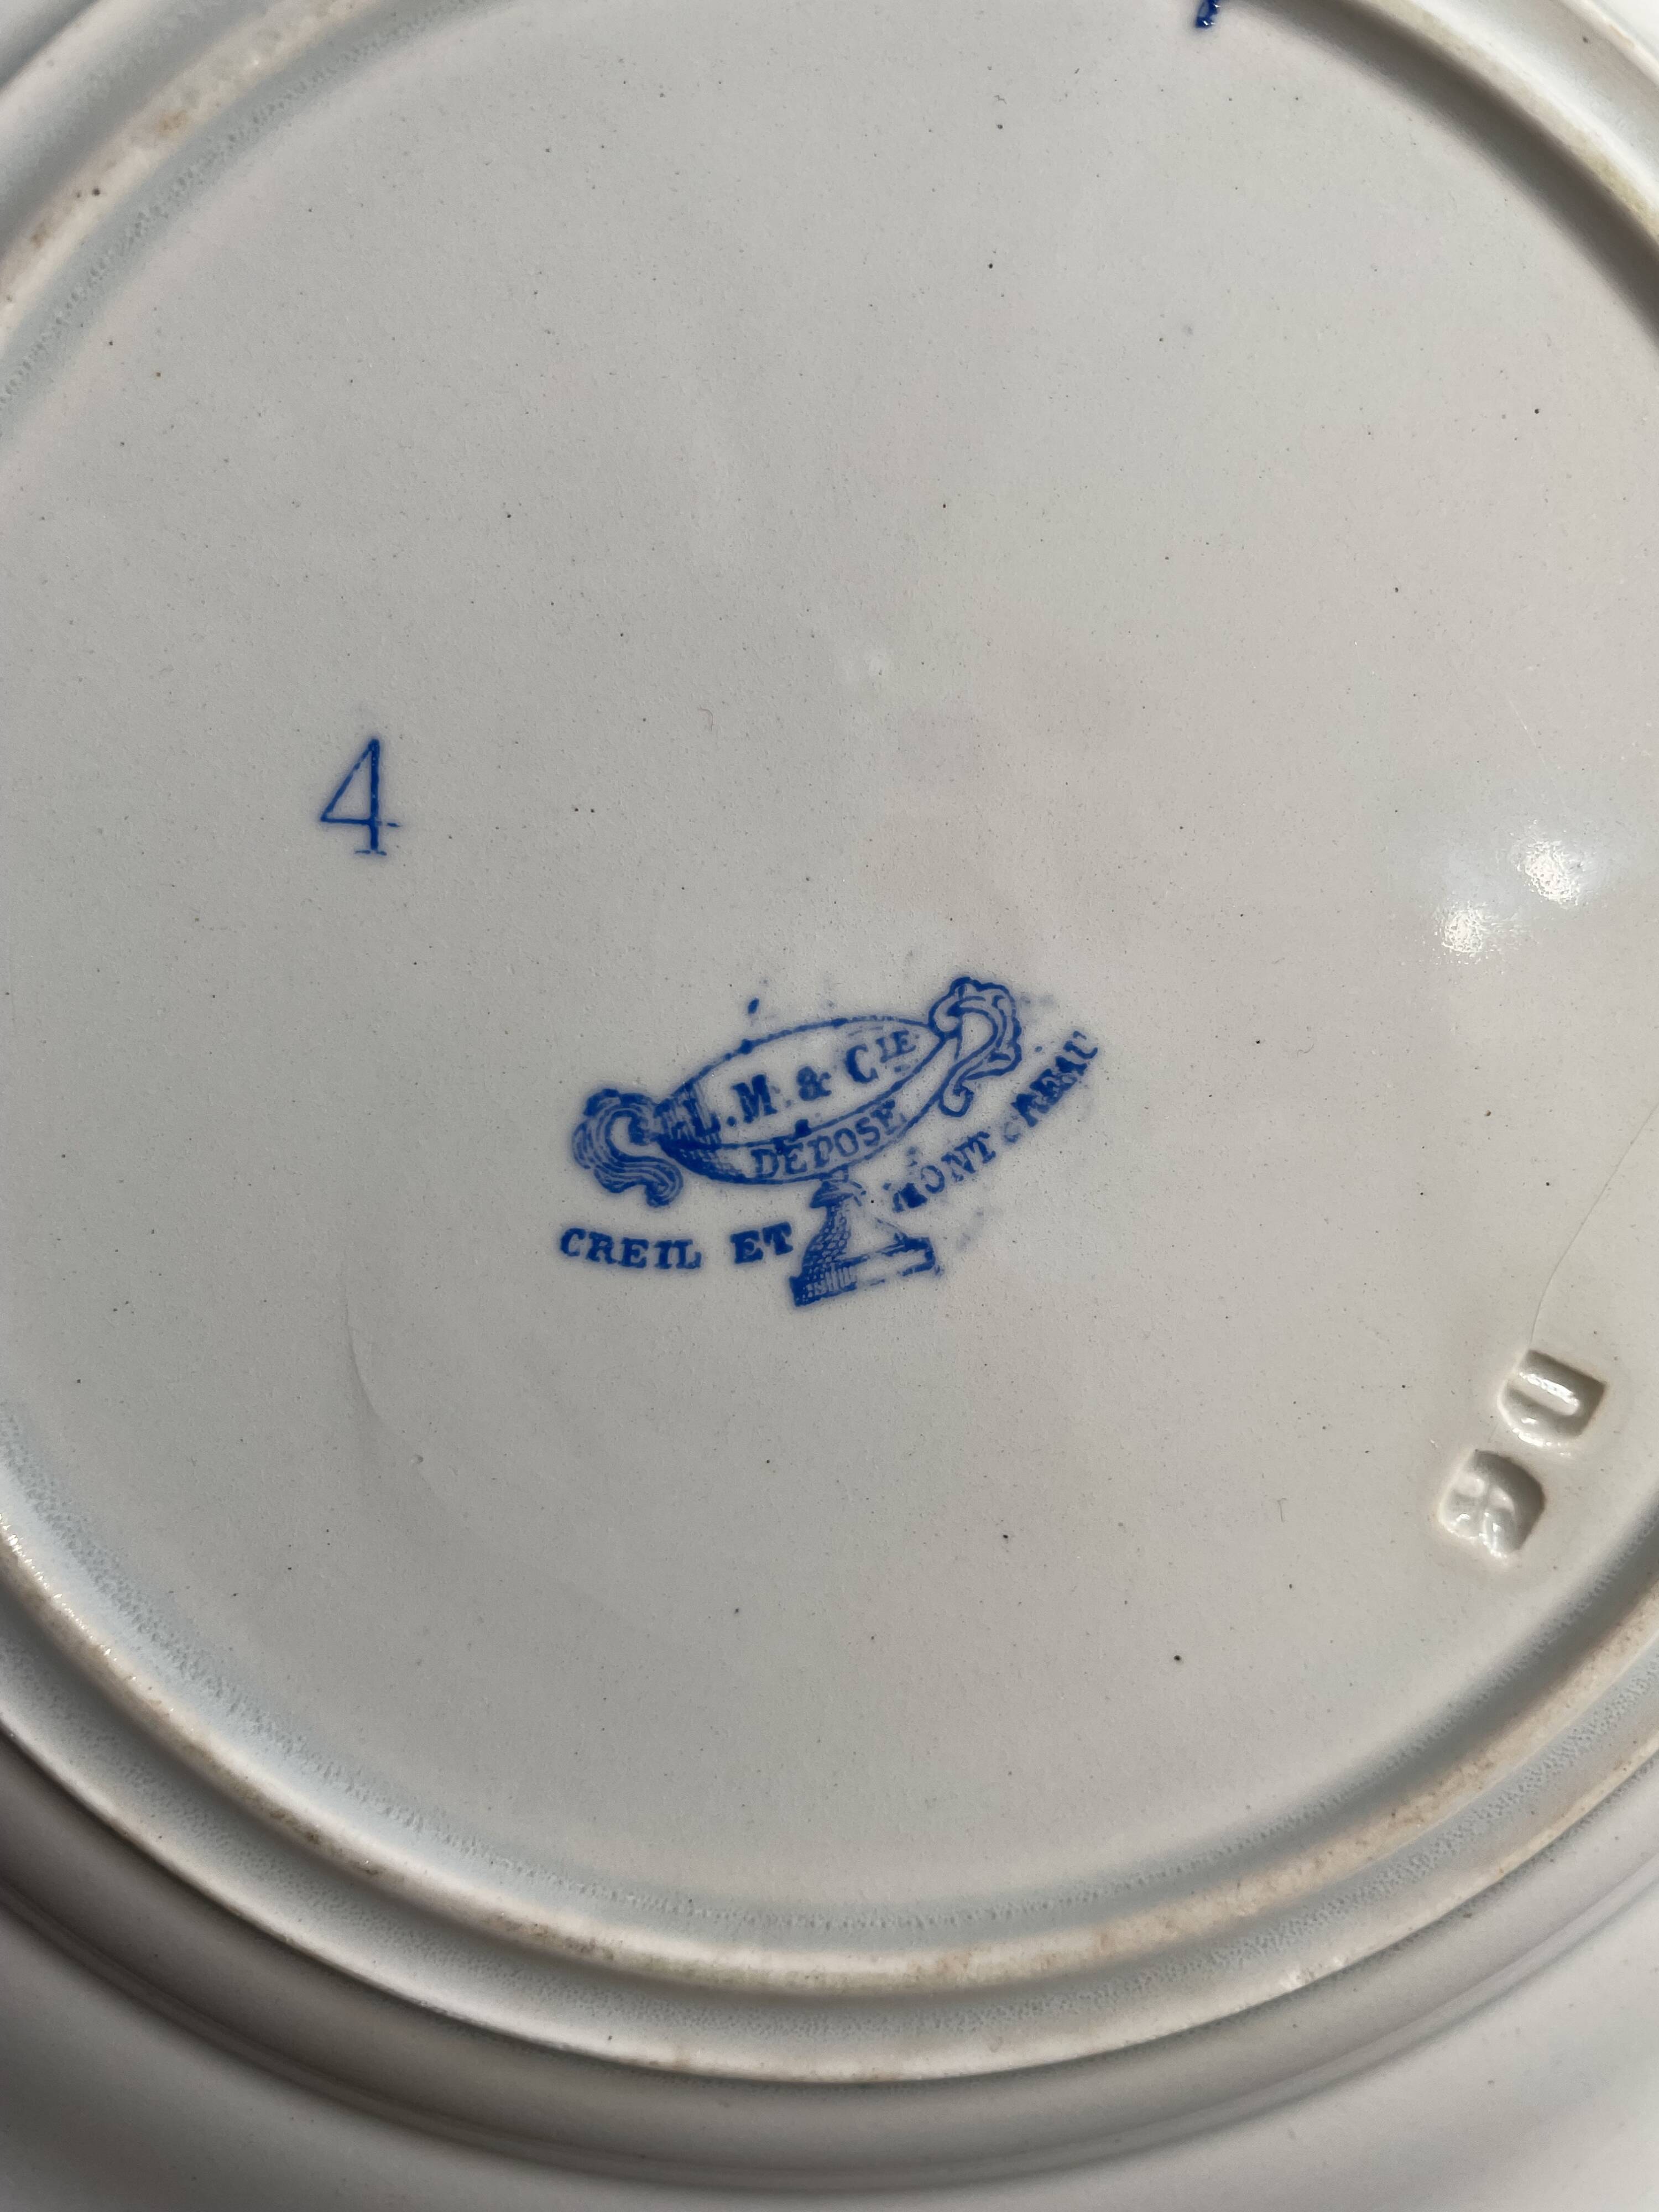 4
L.M & CIE
DÉPOSÉ
CREIL ET MONTEREAU
U